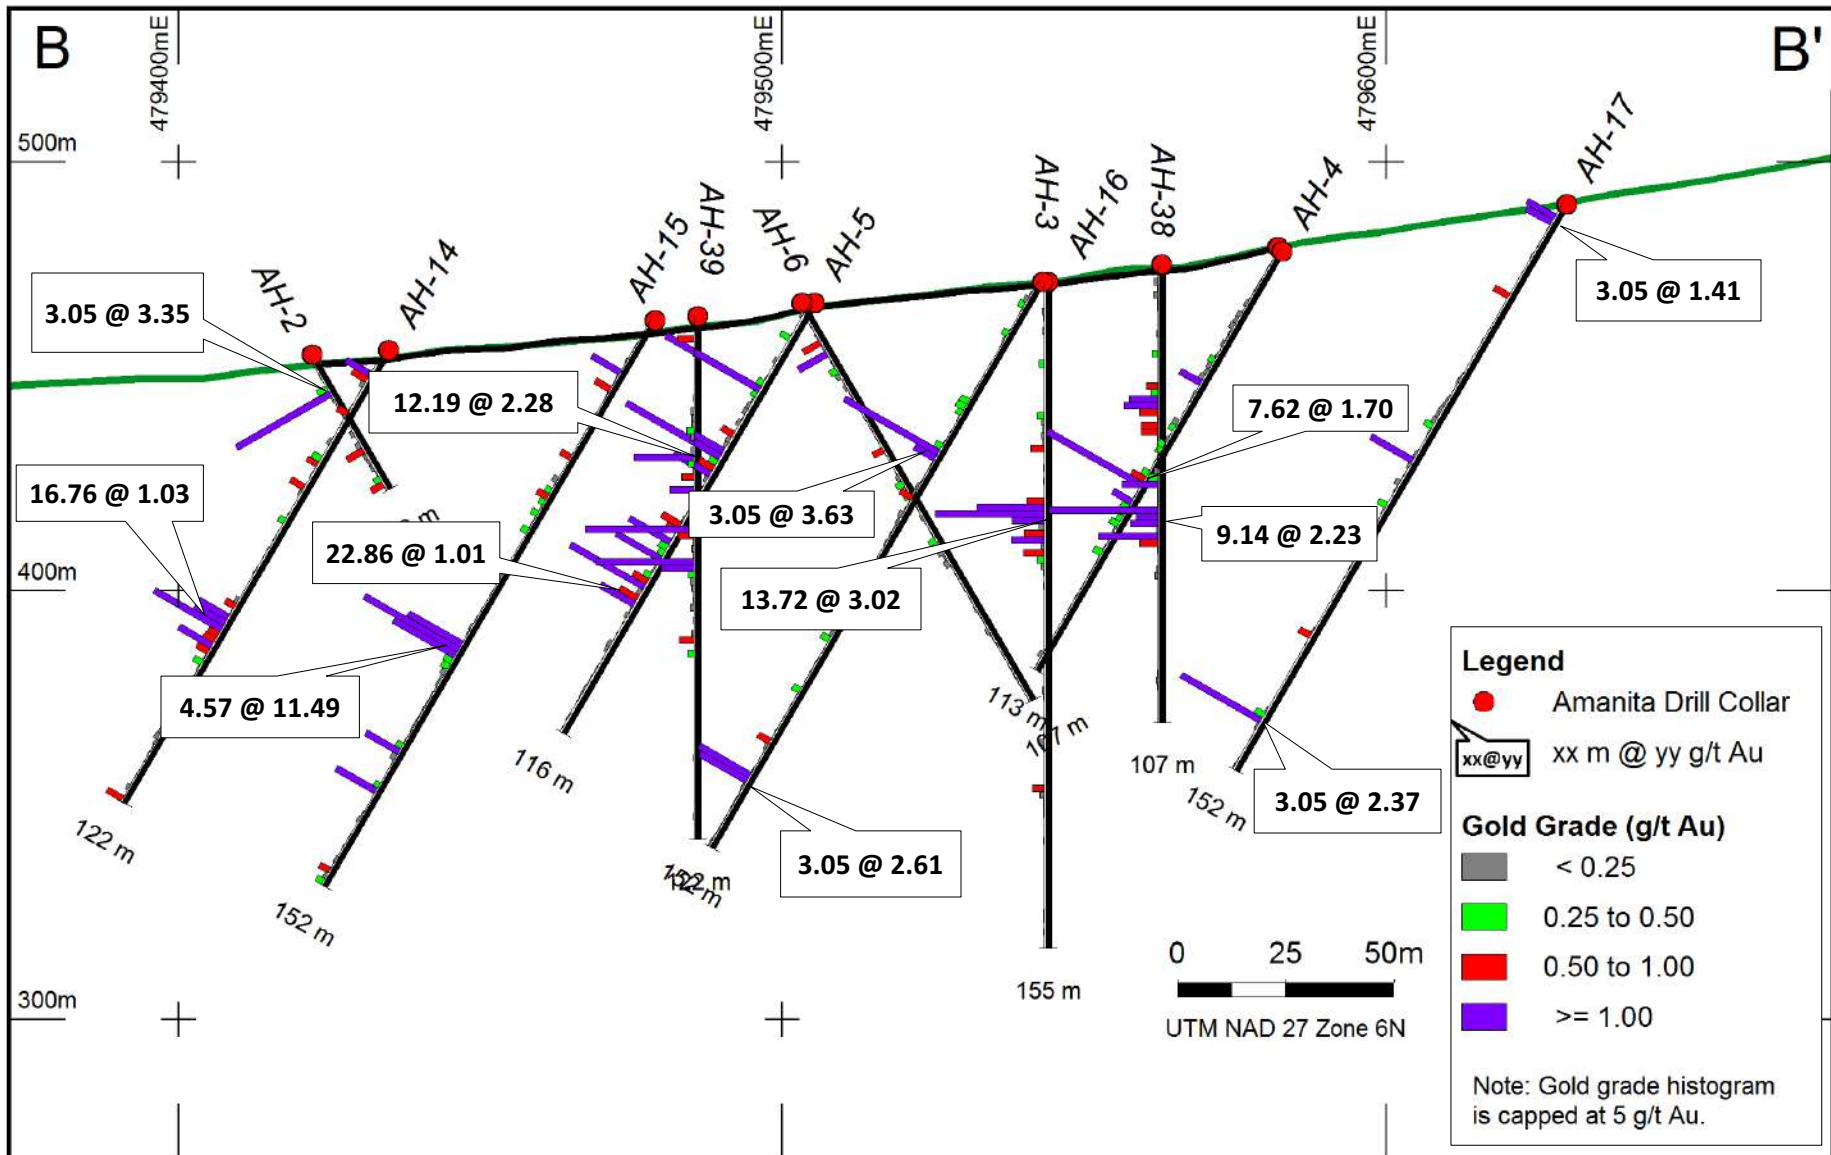 B
B'
479400mE
479500mE
479600mE
500m
400m
300m
AH-2
AH-14
AH-15
AH-39
AH-6
AH-5
AH-3
AH-16
AH-38
AH-4
AH-17
3.05 @ 3.35
12.19 @ 2.28
7.62 @ 1.70
3.05 @ 1.41
16.76 @ 1.03
22.86 @ 1.01
3.05 @ 3.63
9.14 @ 2.23
13.72 @ 3.02
4.57 @ 11.49
3.05 @ 2.61
3.05 @ 2.37
122 m
152 m
116 m
152 m
122 m
113 m
107 m
155 m
107 m
152 m
0 25 50m
UTM NAD 27 Zone 6N
Legend
Amanita Drill Collar
xx@yy xx m @ yy g/t Au
Gold Grade (g/t Au)
< 0.25
0.25 to 0.50
0.50 to 1.00
>= 1.00
Note: Gold grade histogram
is capped at 5 g/t Au.